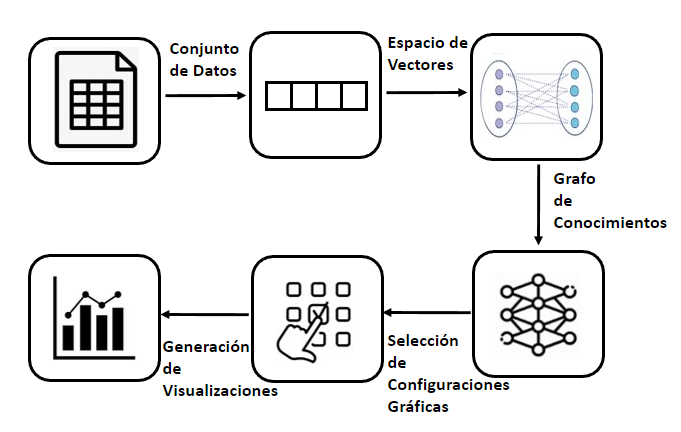 Conjunto
de Datos
Espacio de
Vectores
Grafo
de
Conocimientos
Selección
de
Configuraciones
Gráficas
Generación
de
Visualizaciones